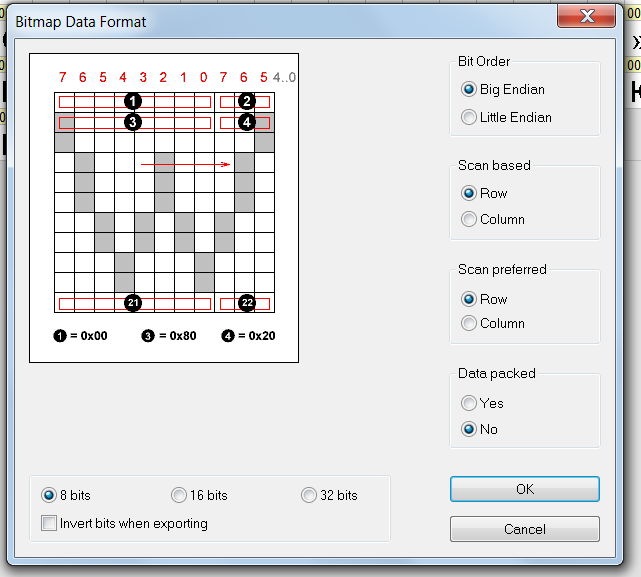 Bitmap Data Format
7 6 5 4 3 2 1 0 7 6 5 4..0
1 2
3 4
21 22
1 = 0x00 3 = 0x80 4 = 0x20
Bit Order
Big Endian
Little Endian
Scan based
Row
Column
Scan preferred
Row
Column
Data packed
Yes
No
8 bits 16 bits 32 bits
Invert bits when exporting
OK
Cancel